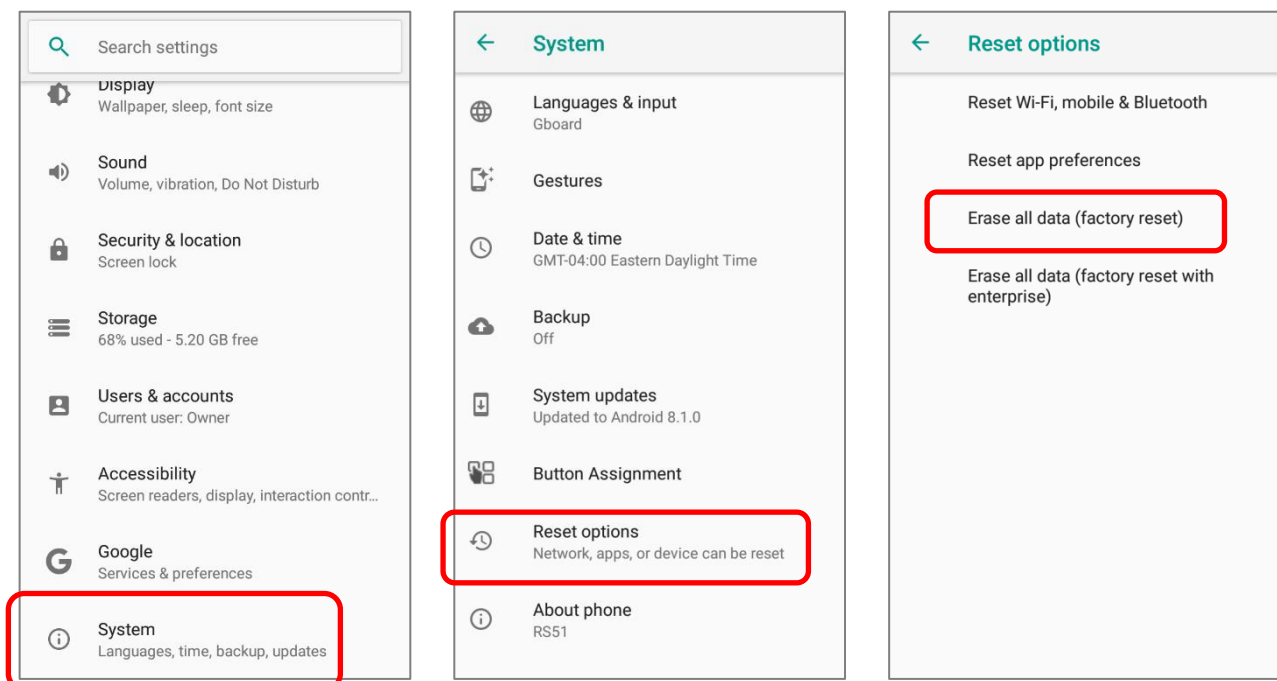 Search settings
Display
Wallpaper, sleep, font size
Sound
Volume, vibration, Do Not Disturb
Security & location
Screen lock
Storage
68% used - 5.20 GB free
Users & accounts
Current user: Owner
Accessibility
Screen readers, display, interaction contr...
Google
Services & preferences
System
Languages, time, backup, updates
System
Languages & input
Gboard
Gestures
Date & time
GMT-04:00 Eastern Daylight Time
Backup
Off
System updates
Updated to Android 8.1.0
Button Assignment
Reset options
Network, apps, or device can be reset
About phone
RS51
Reset options
Reset Wi-Fi, mobile & Bluetooth
Reset app preferences
Erase all data (factory reset)
Erase all data (factory reset with
enterprise)